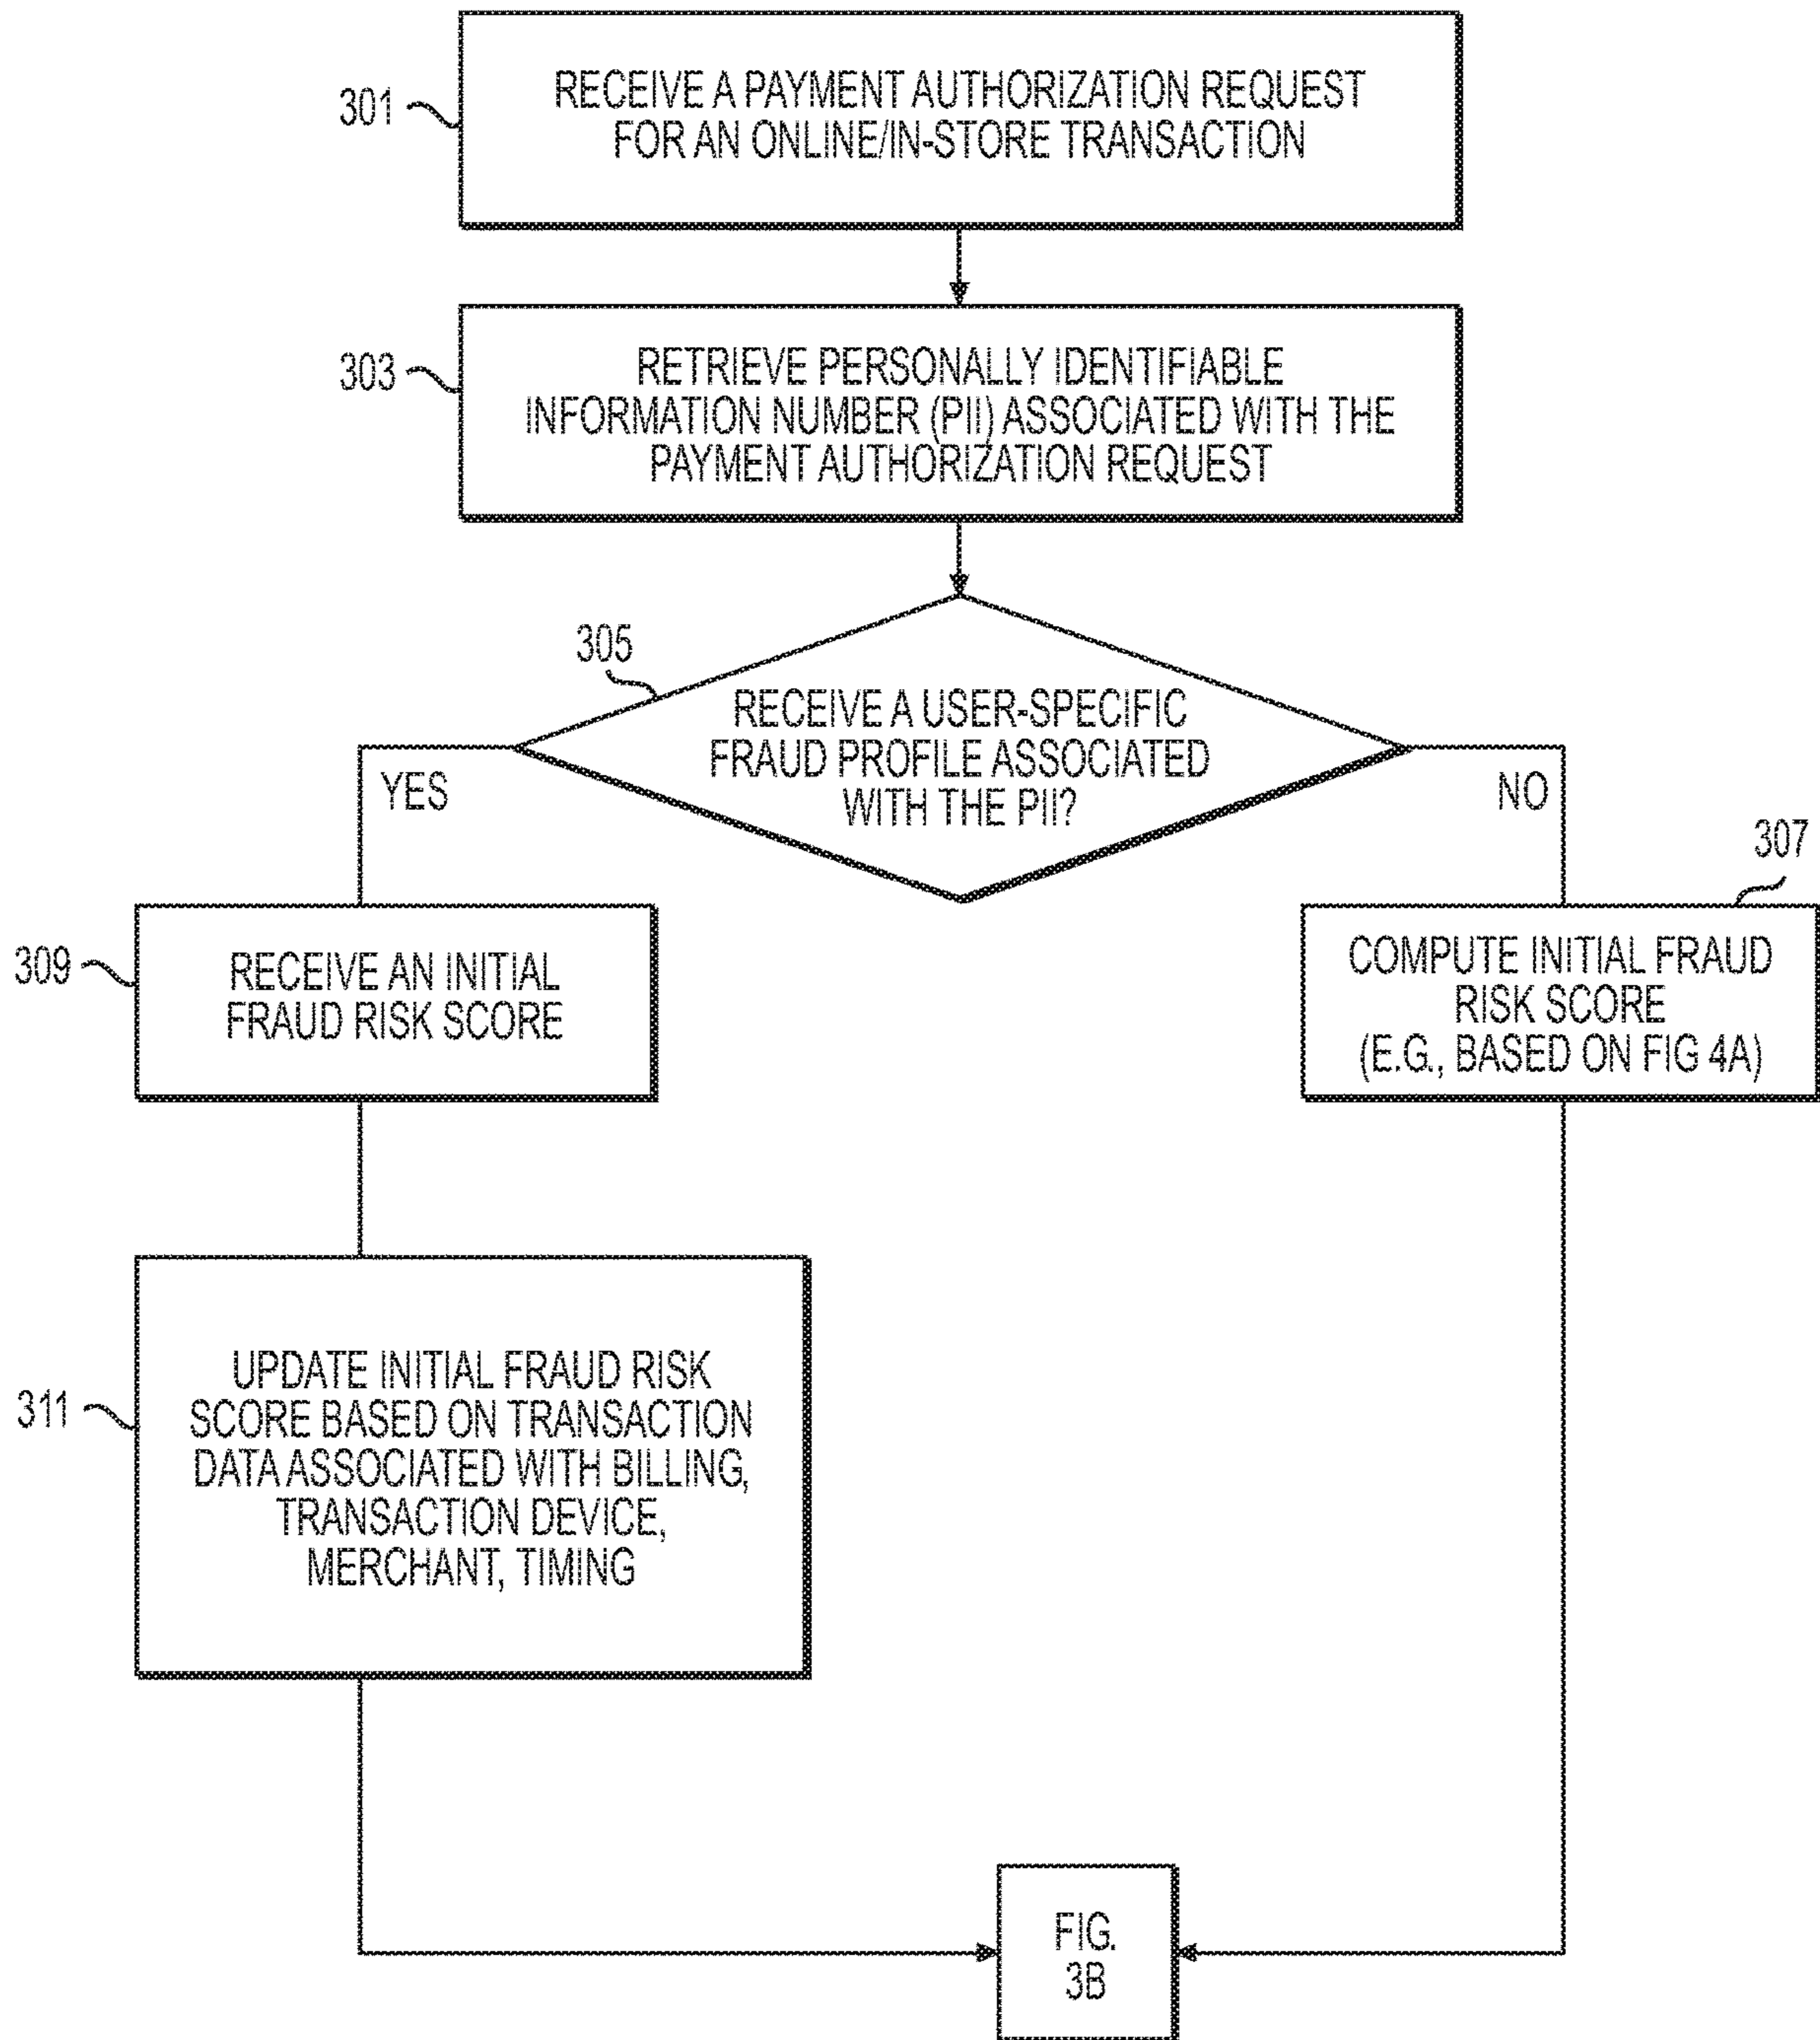 301
RECEIVE A PAYMENT AUTHORIZATION REQUEST
FOR AN ONLINE/IN-STORE TRANSACTION
303
RETRIEVE PERSONALLY IDENTIFIABLE
INFORMATION NUMBER (PII) ASSOCIATED WITH THE
PAYMENT AUTHORIZATION REQUEST
305
RECEIVE A USER-SPECIFIC
FRAUD PROFILE ASSOCIATED
WITH THE PII?
YES
NO
307
309
RECEIVE AN INITIAL
FRAUD RISK SCORE
COMPUTE INITIAL FRAUD
RISK SCORE
(E.G., BASED ON FIG 4A)
311
UPDATE INITIAL FRAUD RISK
SCORE BASED ON TRANSACTION
DATA ASSOCIATED WITH BILLING,
TRANSACTION DEVICE,
MERCHANT, TIMING
FIG.
3B